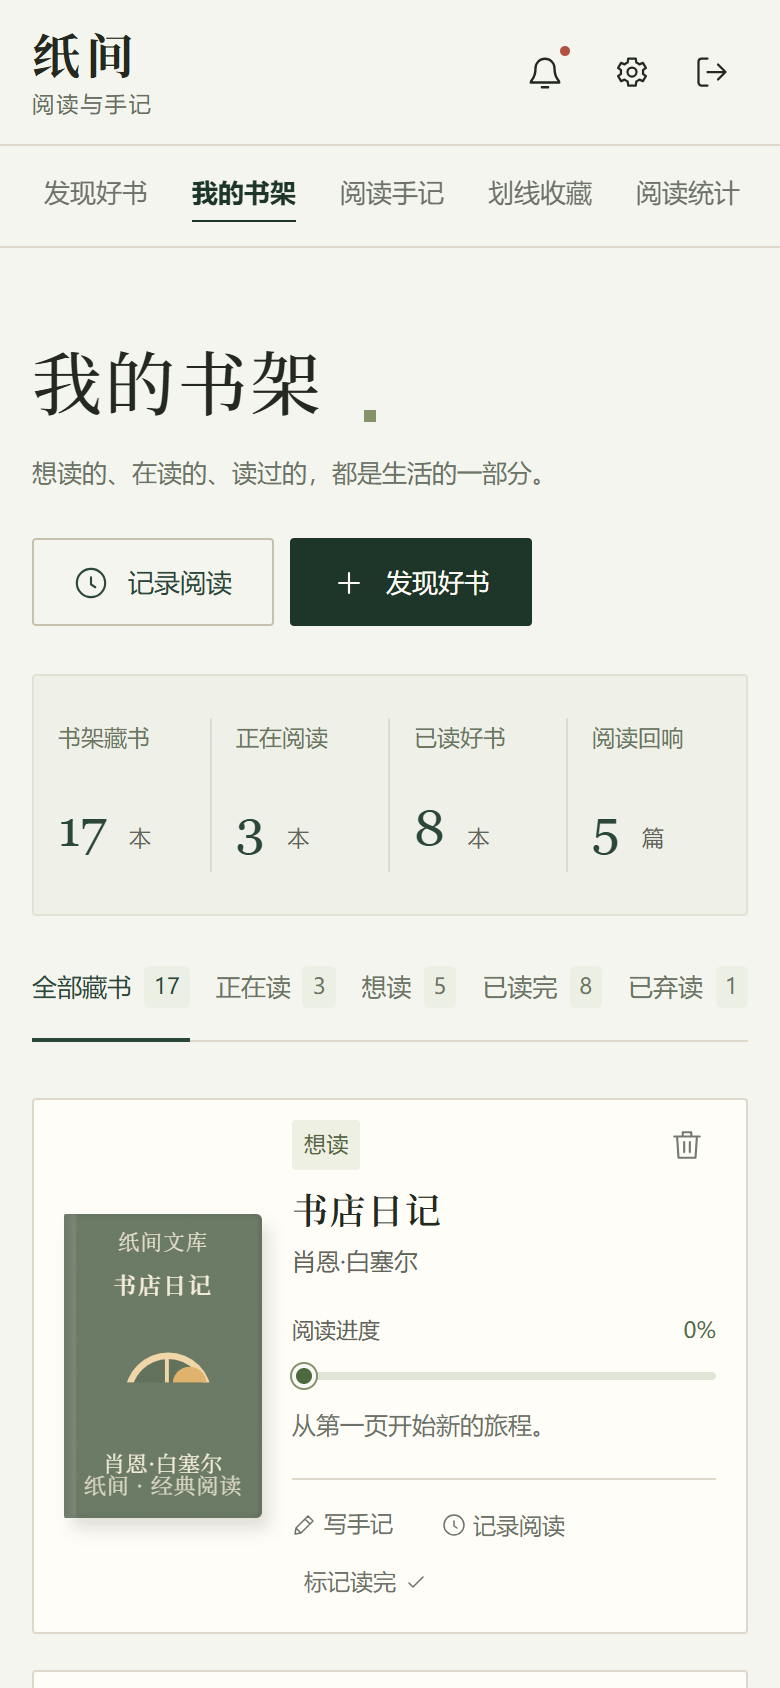 纸间
阅读与手记
发现好书 我的书架 阅读手记 划线收藏 阅读统计
我的书架
想读的、在读的、读过的，都是生活的一部分。
记录阅读 发现好书
书架藏书 正在阅读 已读好书 阅读回响
17 本 3 本 8 本 5 篇
全部藏书 17 正在读 3 想读 5 已读完 8 已弃读 1
想读
书店日记
肖恩·白塞尔
纸间文库
书店日记
肖恩·白塞尔
纸间 · 经典阅读
阅读进度 0%
从第一页开始新的旅程。
写手记 记录阅读
标记读完